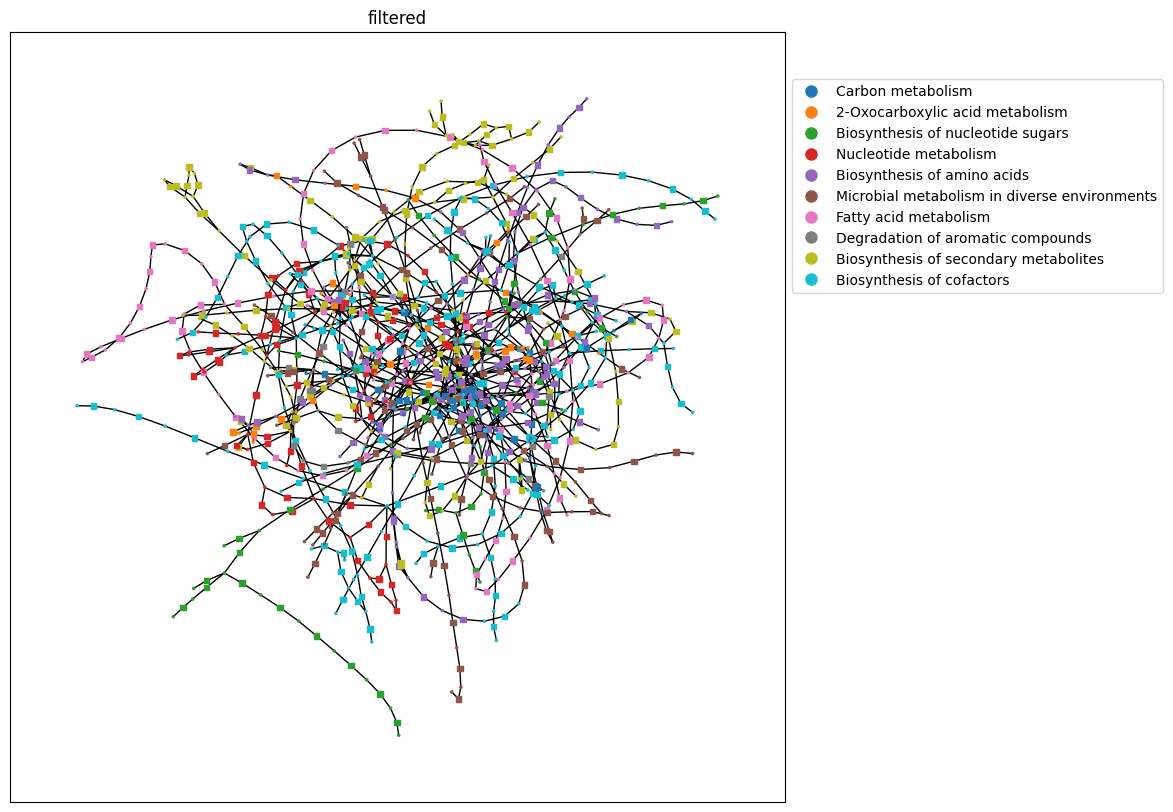 filtered
Carbon metabolism
2-Oxocarboxylic acid metabolism
Biosynthesis of nucleotide sugars
Nucleotide metabolism
Biosynthesis of amino acids
Microbial metabolism in diverse environments
Fatty acid metabolism
Degradation of aromatic compounds
Biosynthesis of secondary metabolites
Biosynthesis of cofactors